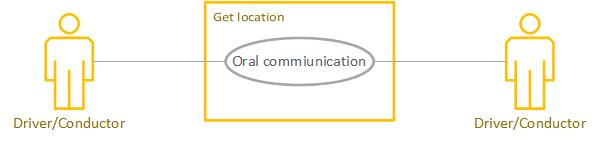 Get location
Oral commiunication
Driver/Conductor
Driver/Conductor